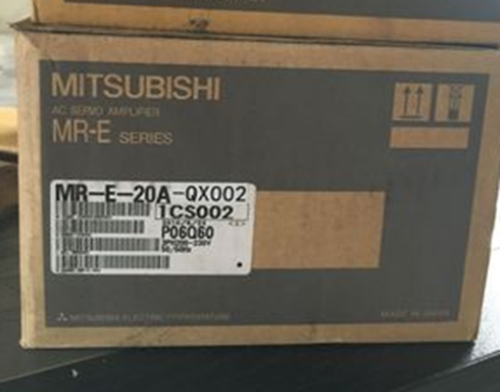 MITSUBISHI
AC SERVO AMPLIFIER
MR-E SERIES
MR-E-20A-QX002
1CS002
P06Q60
MITSUBISHI ELECTRIC CORPORATION
MADE IN JAPAN